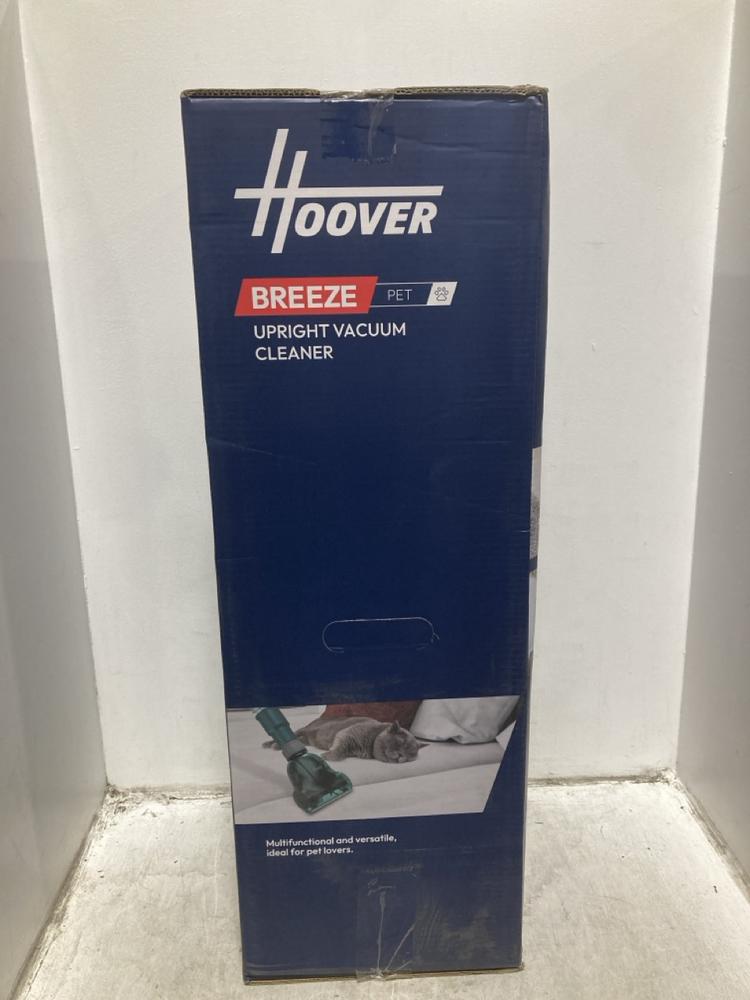 HOOVER
BREEZE PET
UPRIGHT VACUUM
CLEANER
Multifunctional and versatile,
ideal for pet lovers.